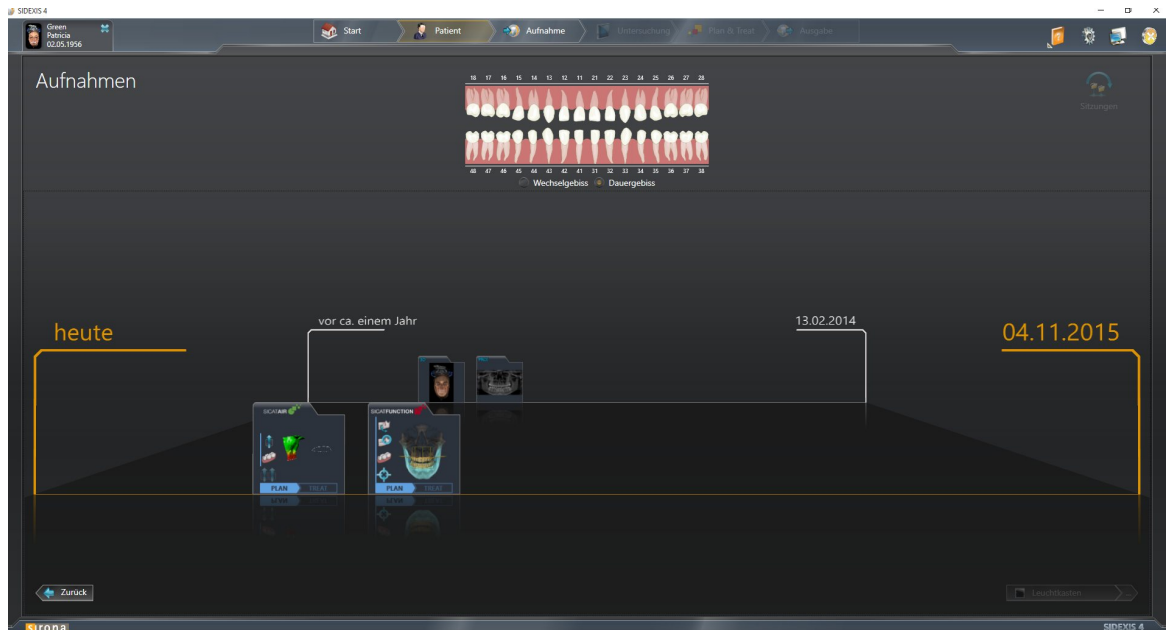 SIDEXIS 4
Green
Patricia
02.05.1956
Start
Patient
Aufnahme
Untersuchung
Plan & Treat
Ausgabe
Aufnahmen
18 17 16 15 14 13 12 11 21 22 23 24 25 26 27 28
Sitzungen
48 47 46 45 44 43 42 41 31 32 33 34 35 36 37 38
Wechselgebiss Dauergebiss
heute
vor ca. einem Jahr
13.02.2014
04.11.2015
SICATAIR
SICATFUNCTION
PLAN TREAT
PLAN TREAT
Zurück
Leuchtkasten
sirona
SIDEXIS 4